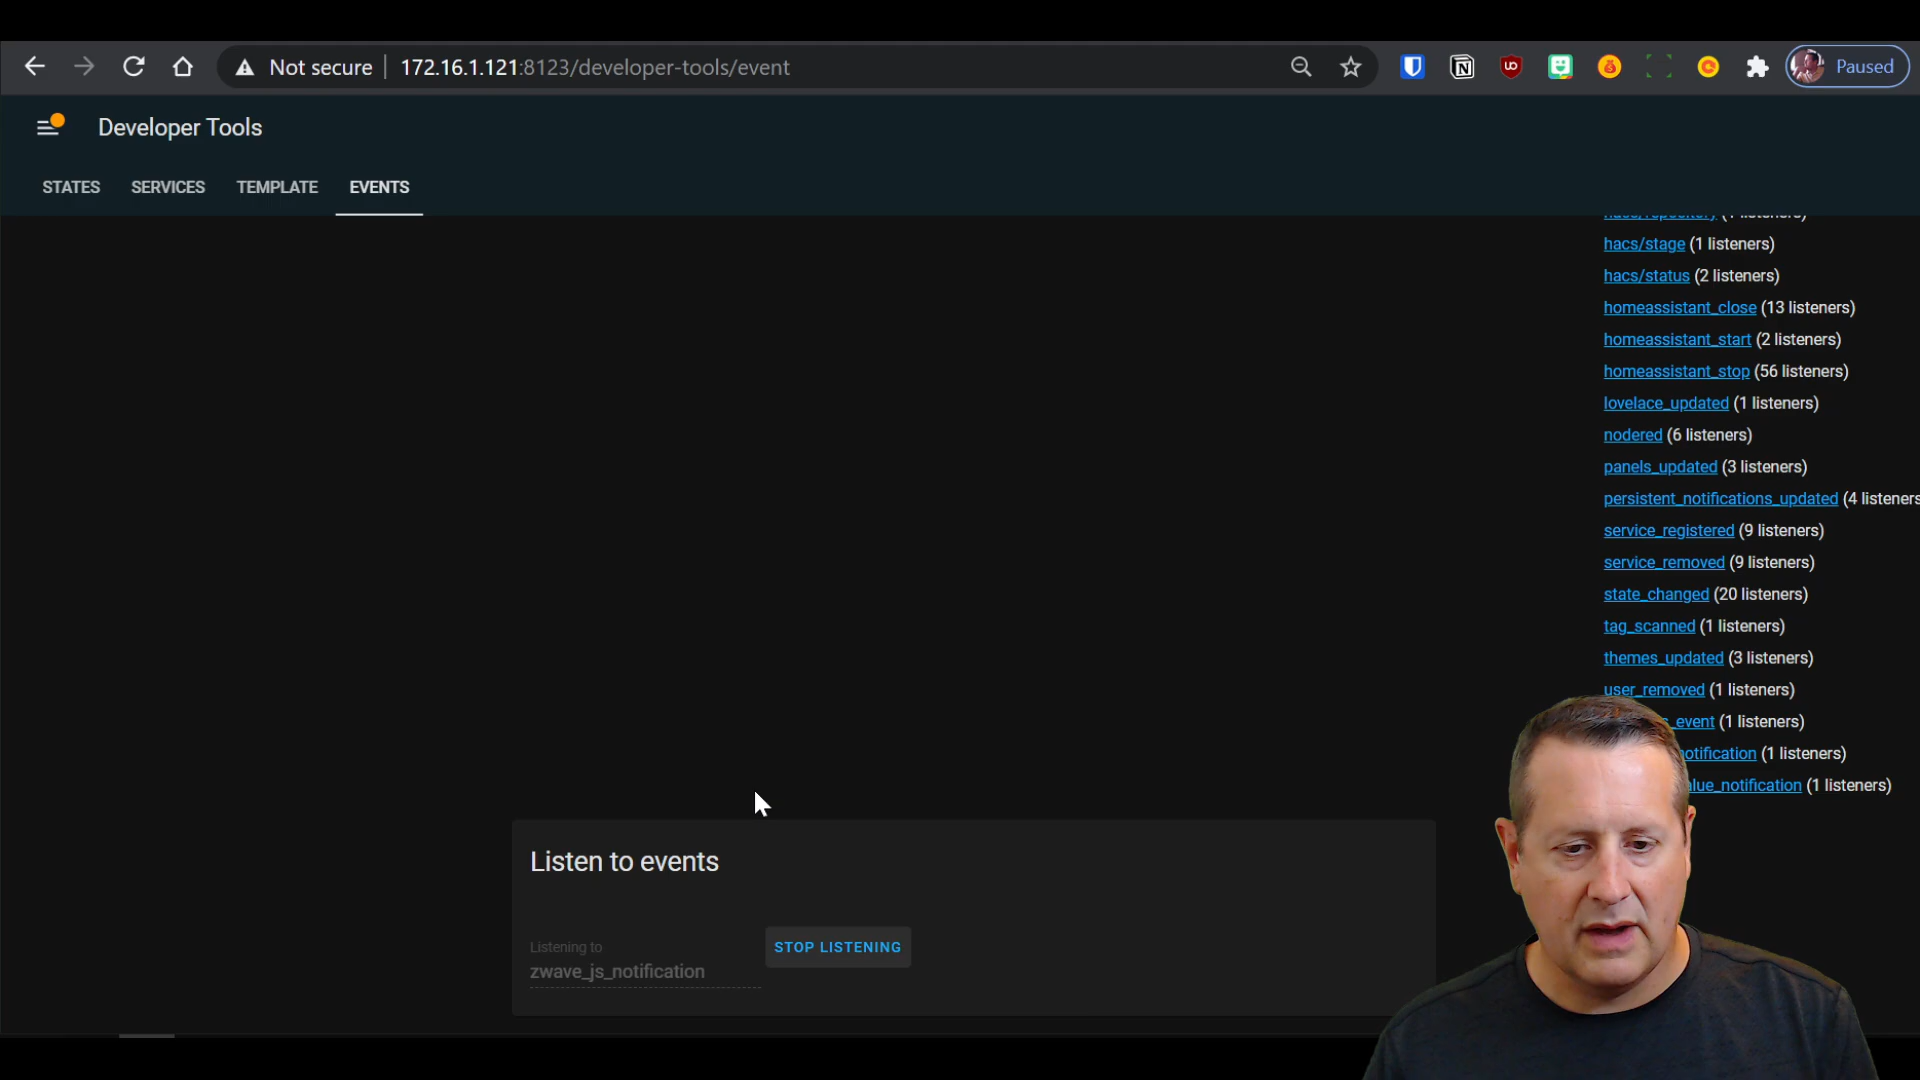 Not secure
172.16.1.121:8123/developer-tools/event
Paused
Developer Tools
STATES
SERVICES
TEMPLATE
EVENTS
hacs/stage (1 listeners)
hacs/status (2 listeners)
homeassistant_close (13 listeners)
homeassistant_start (2 listeners)
homeassistant_stop (56 listeners)
lovelace_updated (1 listeners)
nodered (6 listeners)
panels_updated (3 listeners)
persistent_notifications_updated (4 listeners
service_registered (9 listeners)
service_removed (9 listeners)
state_changed (20 listeners)
tag_scanned (1 listeners)
themes_updated (3 listeners)
user_removed (1 listeners)
_event (1 listeners)
notification (1 listeners)
alue_notification (1 listeners)
Listen to events
Listening to
zwave_js_notification
STOP LISTENING